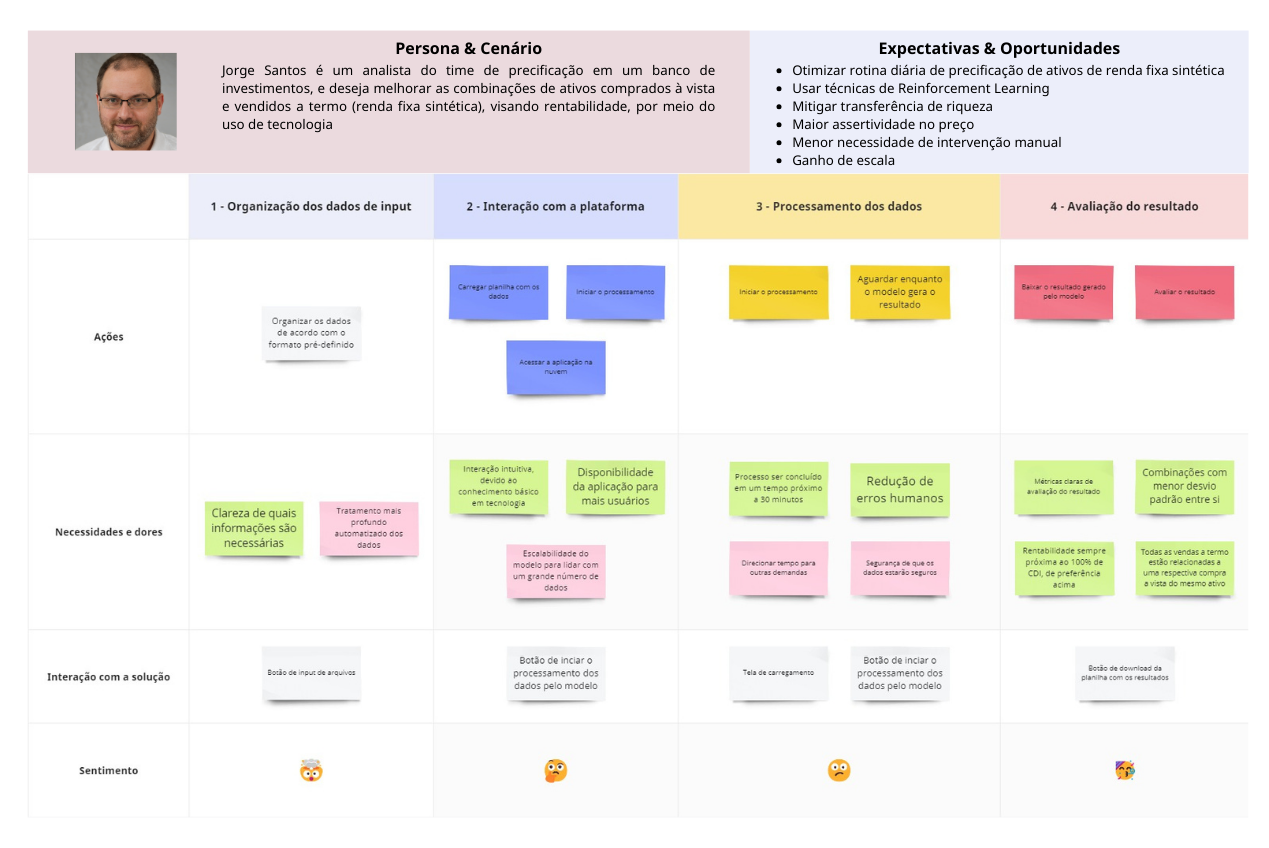 Persona & Cenário
Jorge Santos é um analista do time de precificação em um banco de
investimentos, e deseja melhorar as combinações de ativos comprados à vista
e vendidos a termo (renda fixa sintética), visando rentabilidade, por meio do
uso de tecnologia
Expectativas & Oportunidades
• Otimizar rotina diária de precificação de ativos de renda fixa sintética
• Usar técnicas de Reinforcement Learning
• Mitigar transferência de riqueza
• Maior assertividade no preço
• Menor necessidade de intervenção manual
• Ganho de escala
1 - Organização dos dados de input
2 - Interação com a plataforma
3 - Processamento dos dados
4 - Avaliação do resultado
Ações
Organizar os dados
de acordo com o
formato pré-definido
Carregar planilha com os
dados
Iniciar o processamento
Acessar a aplicação na
nuvem
Iniciar o processamento
Aguardar enquanto
o modelo gera o
resultado
Baixar o resultado gerado
pelo modelo
Avaliar o resultado
Necessidades e dores
Clareza de quais
informações são
necessárias
Tratamento mais
profundo
automatizado dos
dados
Interação intuitiva,
devido ao
conhecimento básico
em tecnologia
Disponibilidade
da aplicação para
mais usuários
Escalabilidade do
modelo para lidar com
um grande número de
dados
Processo ser concluído
em um tempo próximo
a 30 minutos
Redução de
erros humanos
Direcionar tempo para
outras demandas
Segurança de que os
dados estarão seguros
Métricas claras de
avaliação do resultado
Combinações com
menor desvio
padrão entre si
Rentabilidade sempre
próxima ao 100% de
CDI, de preferência
acima
Todas as vendas a termo
estão relacionadas a
uma respectiva compra
a vista do mesmo ativo
Interação com a solução
Botão de input de arquivos
Botão de inciar o
processamento dos
dados pelo modelo
Tela de carregamento
Botão de inciar o
processamento dos
dados pelo modelo
Botão de download da
planilha com os resultados
Sentimento